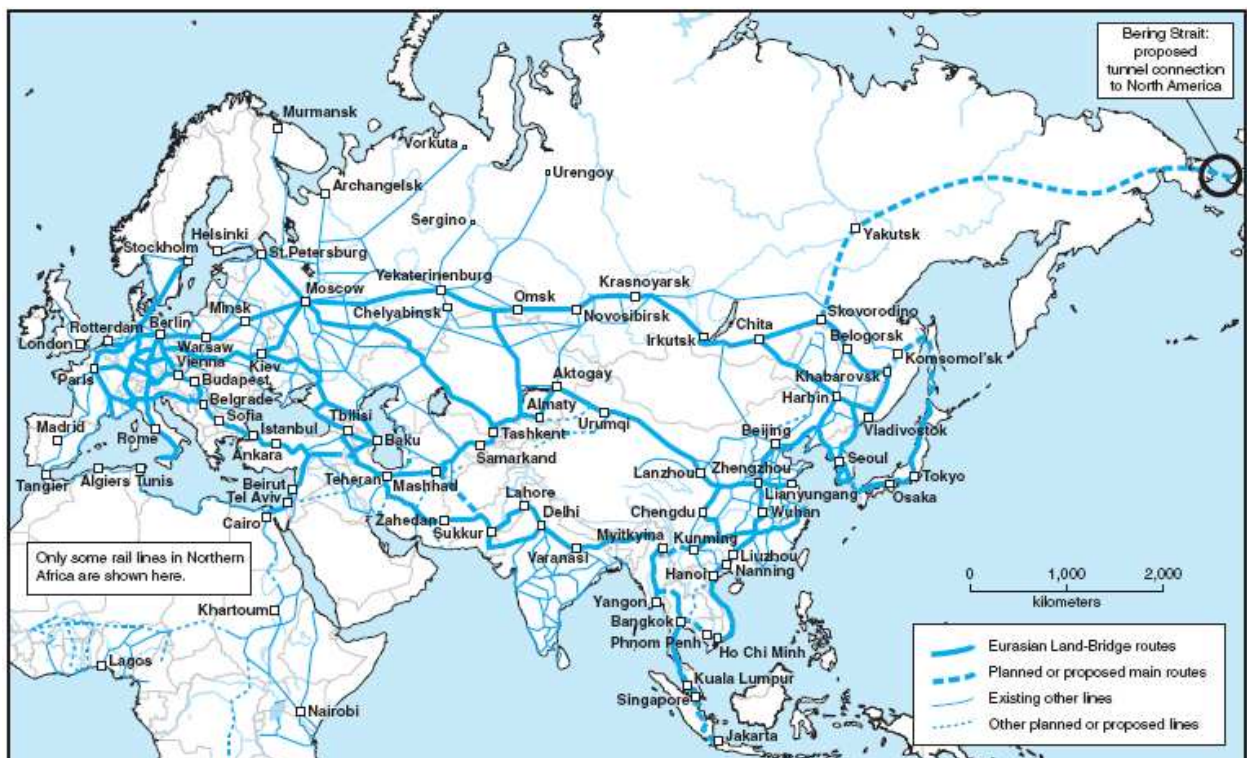 Bering Strait:
proposed
tunnel connection
to North America
Murmansk
Vorkuta
Urengoy
Archangelsk
Sergino
Yakutsk
Helsinki
Stockholm
St.Petersburg
Yekaterinenburg
Krasnoyarsk
Moscow
Omsk
Skovorodino
Minsk
Chelyabinsk
Novosibirsk
Chita
Rotterdam
Berlin
Belogorsk
London
Warsaw
Irkutsk
Komsomol'sk
Vienna
Kiev
Paris
Budapest
Aktogay
Khabarovsk
Belgrade
Harbin
Sofia
Tbilisi
Almaty
Madrid
Istanbul
Urumqi
Beijing
Vladivostok
Rome
Baku
Tashkent
Ankara
Samarkand
Seoul
Tangier
Algiers
Tunis
Beirut
Teheran
Mashhad
Lanzhou
Zhengzhou
Tokyo
Tel Aviv
Lahore
Lianyungang
Osaka
Cairo
Zahedan
Delhi
Chengdu
Wuhan
Sukkur
Myitkyina
Kunming
Varanasi
Liuzhou
Only some rail lines in Northern
Africa are shown here.
Hanoi
Nanning
0
1,000
2,000
kilometers
Khartoum
Yangon
Bangkok
Phnom Penh
Ho Chi Minh
Eurasian Land-Bridge routes
Lagos
Planned or proposed main routes
Kuala Lumpur
Singapore
Existing other lines
Nairobi
Other planned or proposed lines
Jakarta